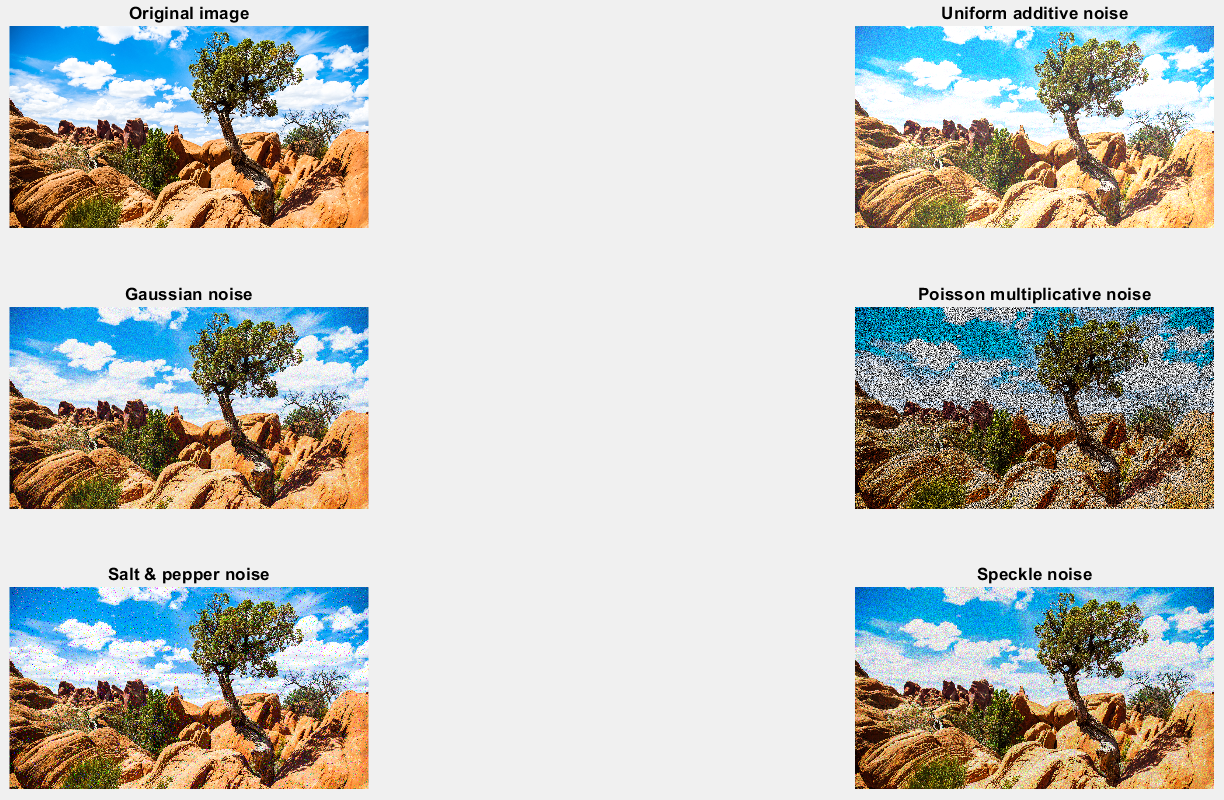 Original image
Uniform additive noise
Gaussian noise
Poisson multiplicative noise
Salt & pepper noise
Speckle noise